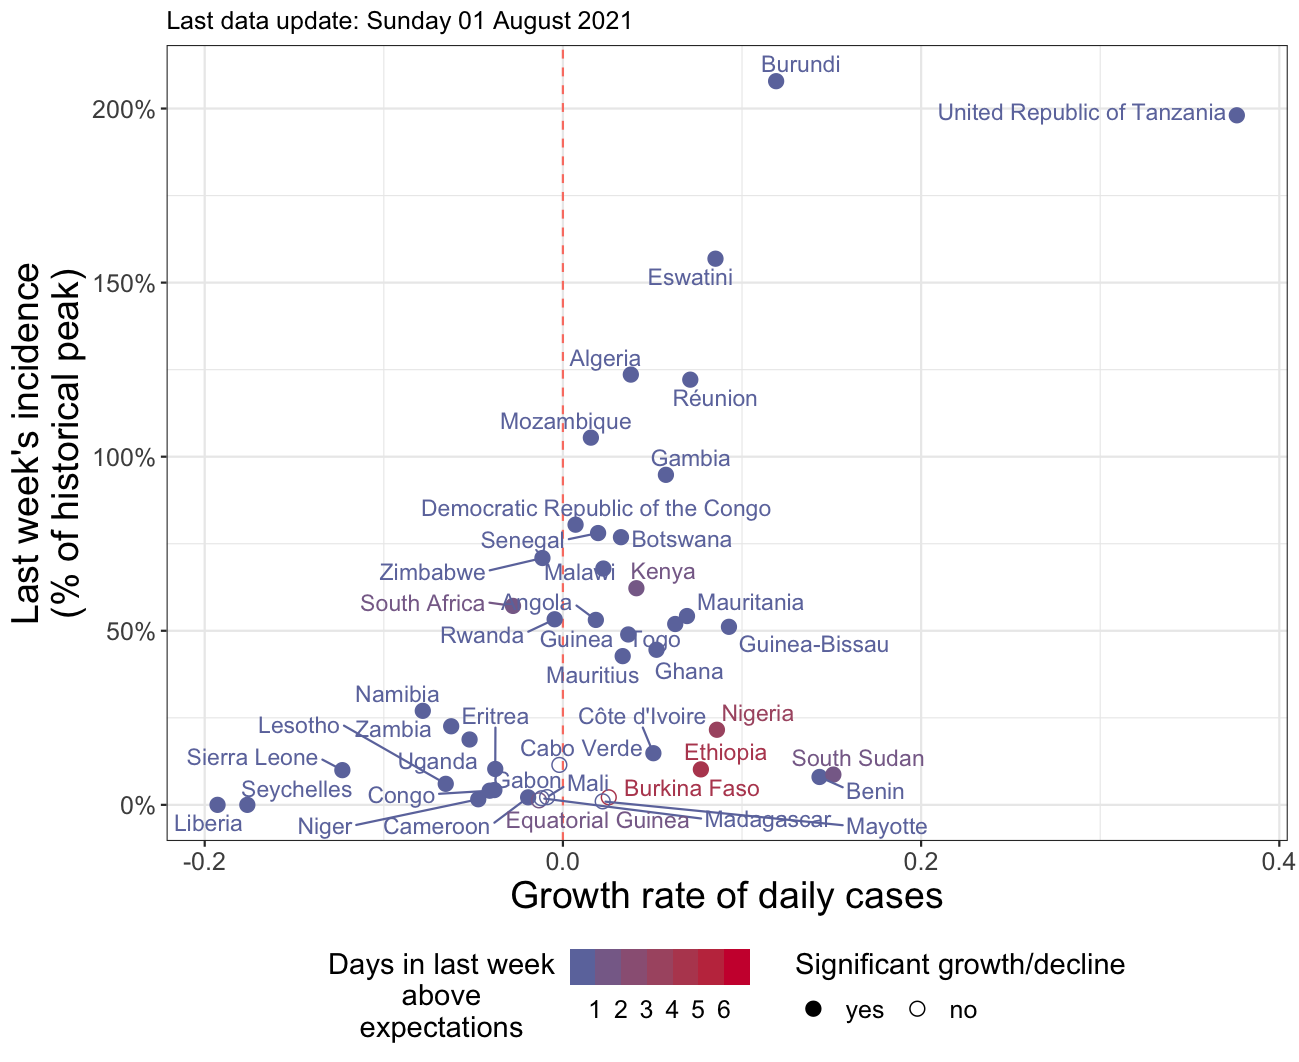 Last data update: Sunday 01 August 2021
Last week's incidence
(% of historical peak)
200%
150%
100%
50%
0%
Burundi
United Republic of Tanzania
Eswatini
Algeria
Réunion
Mozambique
Gambia
Democratic Republic of the Congo
Senegal
Botswana
Zimbabwe
Malawi
Kenya
South Africa
Angola
Mauritania
Rwanda
Guinea
Togo
Guinea-Bissau
Mauritius
Ghana
Namibia
Lesotho
Zambia
Eritrea
Côte d'Ivoire
Nigeria
Sierra Leone
Uganda
Cabo Verde
Ethiopia
South Sudan
Seychelles
Congo
Gabon
Mali
Burkina Faso
Benin
Liberia
Niger
Cameroon
Equatorial Guinea
Madagascar
Mayotte
-0.2
0.0
0.2
0.4
Growth rate of daily cases
Days in last week
above
expectations
1 2 3 4 5 6
Significant growth/decline
yes
no